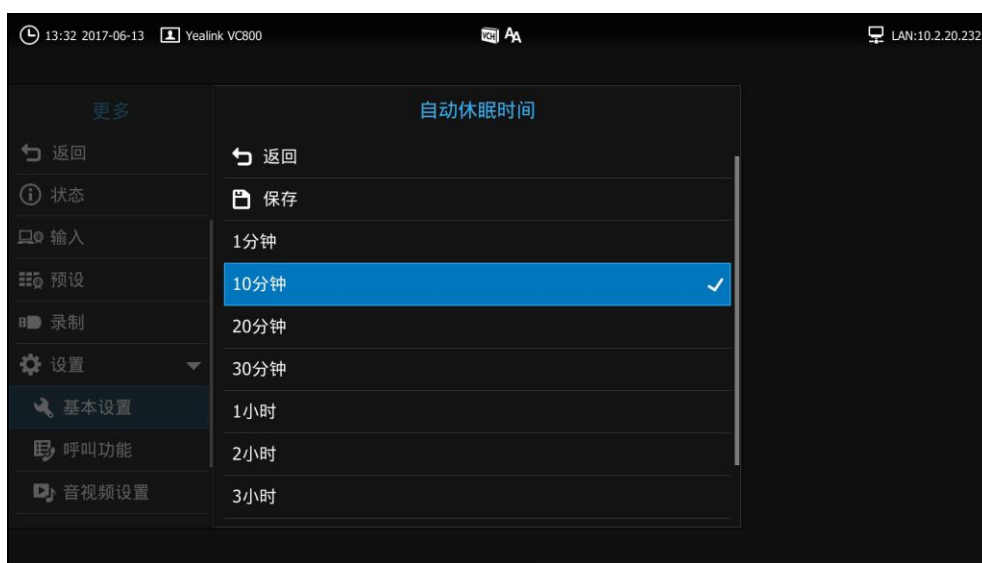 13:32 2017-06-13 Yealink VC800 VCH AA LAN:10.2.20.232
更多
返回
状态
输入
预设
录制
设置
基本设置
呼叫功能
音视频设置
自动休眠时间
返回
保存
1分钟
10分钟
20分钟
30分钟
1小时
2小时
3小时